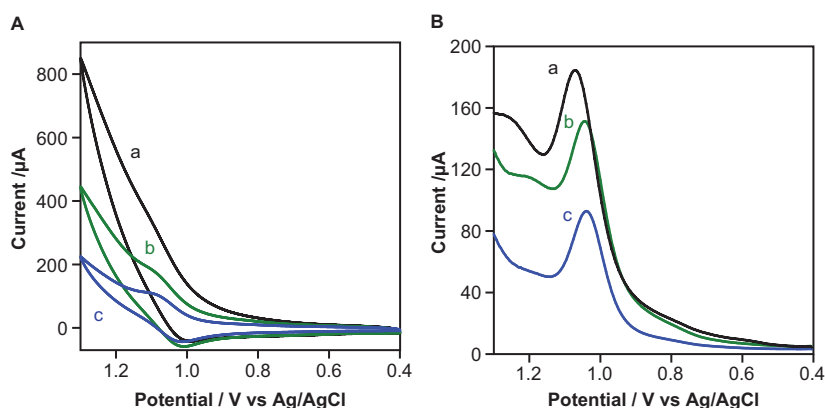 A
800
600
400
200
0
Current /µA
a
b
c
1.2 1.0 0.8 0.6 0.4
Potential / V vs Ag/AgCl
B
200
160
120
80
40
0
Current /µA
a
b
c
1.2 1.0 0.8 0.6 0.4
Potential / V vs Ag/AgCl